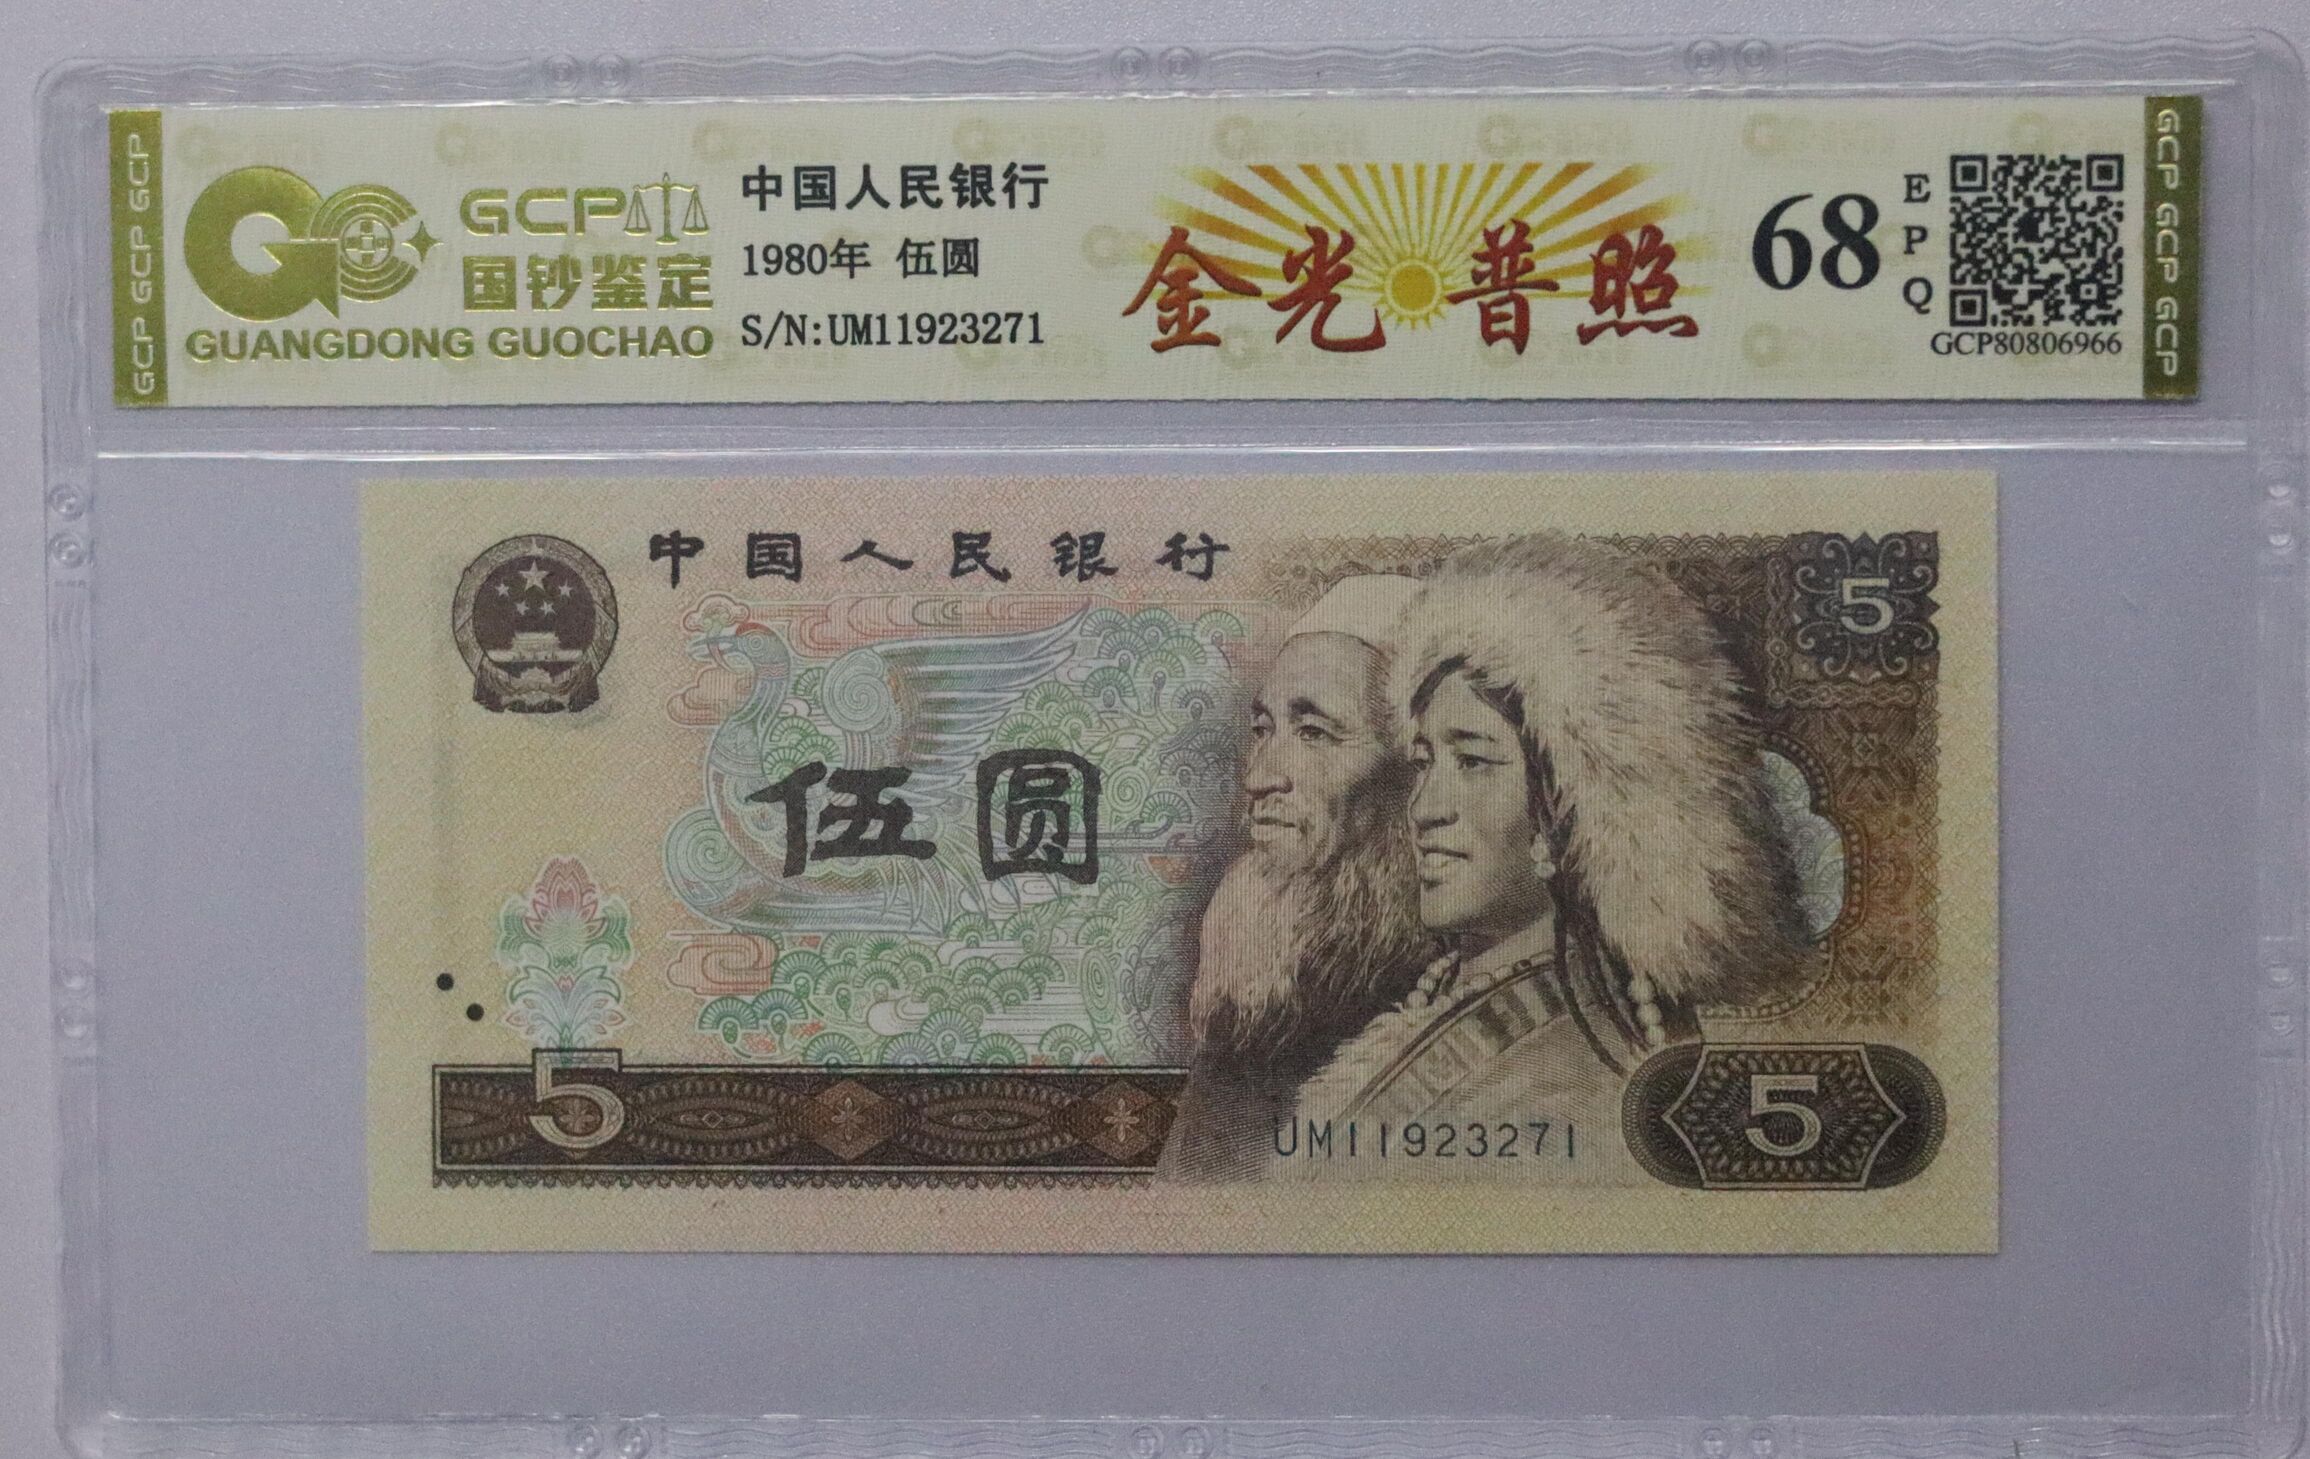 GCP GCP GCP
GCP
国钞鉴定
GUANGDONG GUOCHAO
中国人民银行
1980年 伍圆
S/N:UM11923271
金光普照
68
EPQ
GCP80806966
GCP GCP GCP
中国人民银行
5
伍圆
5
UM11923271
5